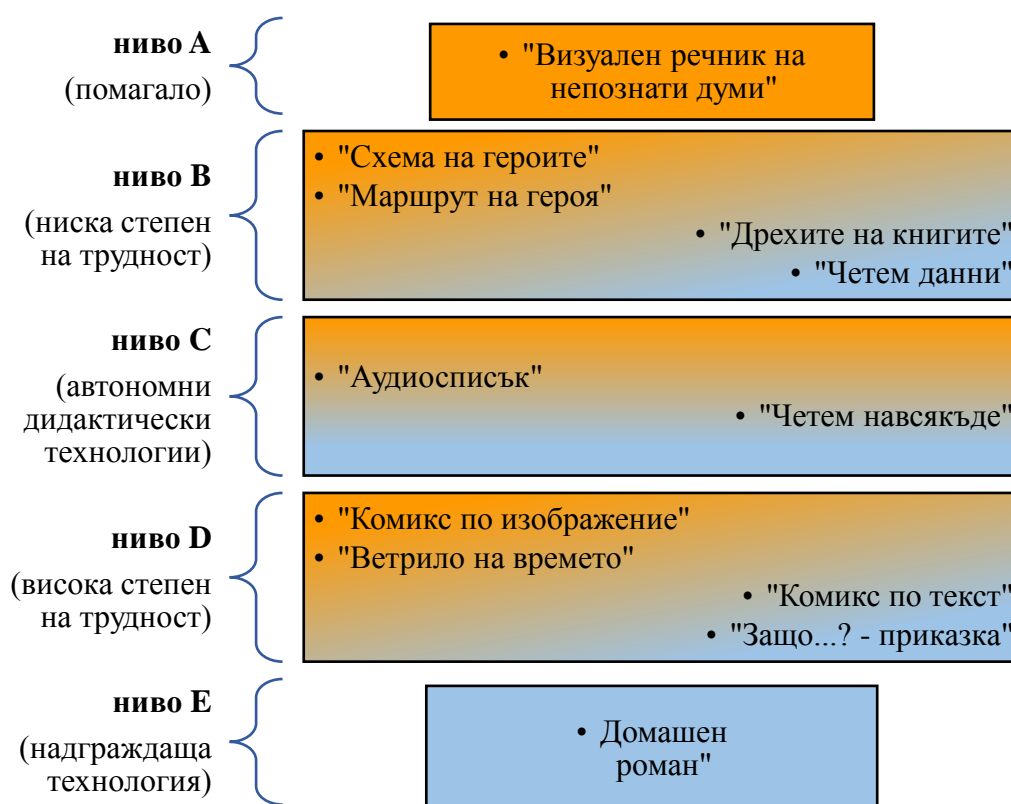 ниво A
(помагало)
• "Визуален речник на
непознати думи"
ниво B
(ниска степен
на трудност)
• "Схема на героите"
• "Маршрут на героя"
• "Дрехите на книгите"
• "Четем данни"
ниво C
(автономни
дидактически
технологии)
• "Аудиосписък"
• "Четем навсякъде"
ниво D
(висока степен
на трудност)
• "Комикс по изображение"
• "Ветрило на времето"
• "Комикс по текст"
• "Защо...? - приказка"
ниво E
(надграждаща
технология)
• Домашен
роман"